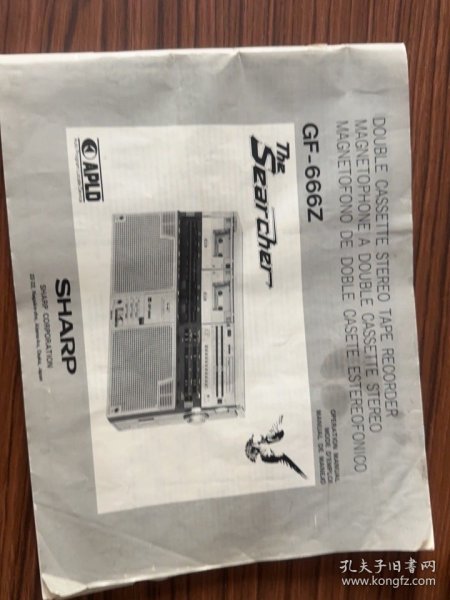 DOUBLE CASSETTE STEREO TAPE RECORDER
MAGNETOPHONE A DOUBLE CASSETTE STEREO
MAGNETOFONO DE DOBLE CASETE, ESTEREOFONICO
GF-666Z
OPERATION MANUAL
MODE D'EMPLOI
MANUAL DE MANEJO
The Searcher
APLD
SHARP
SHARP CORPORATION
孔夫子旧书网
www.kongfz.com